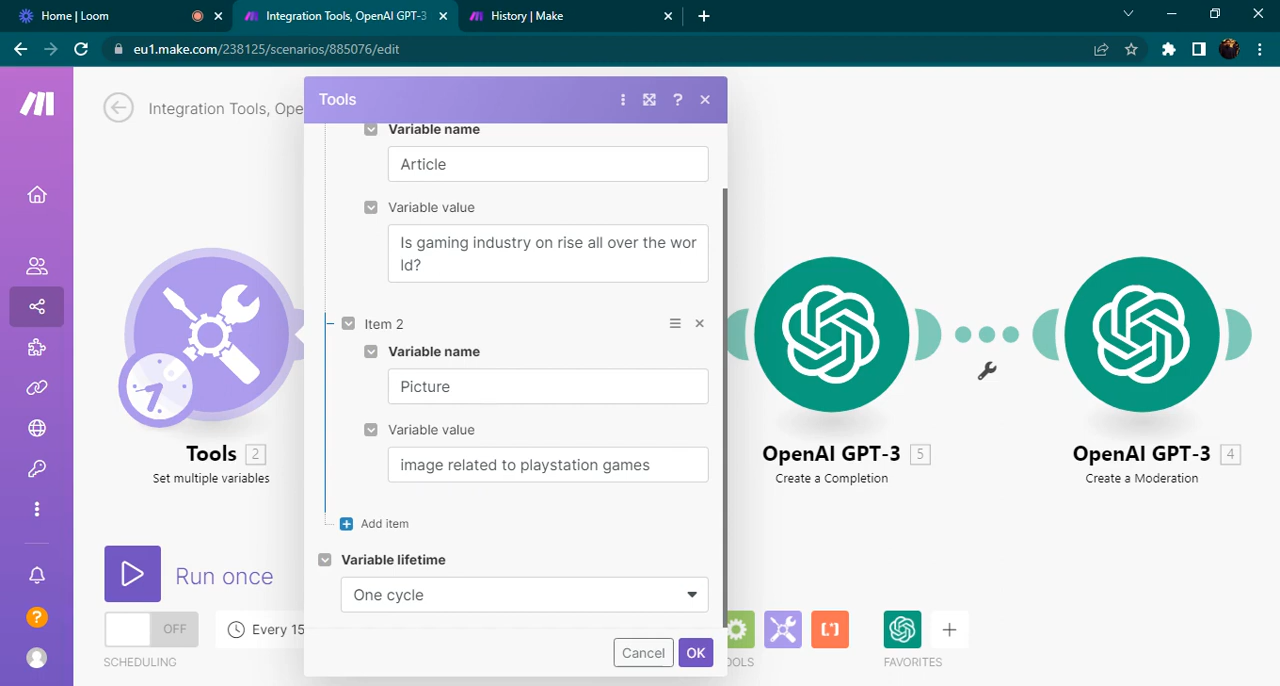 Home | Loom
Integration Tools, OpenAI GPT-3
History | Make
eu1.make.com/238125/scenarios/885076/edit
Integration Tools, Ope
Tools
Variable name
Article
Variable value
Is gaming industry on rise all over the wor
ld?
Item 2
Variable name
Picture
Variable value
image related to playstation games
Add item
Variable lifetime
One cycle
Cancel
OK
Tools 2
Set multiple variables
OpenAI GPT-3 5
Create a Completion
OpenAI GPT-3 4
Create a Moderation
Run once
OFF
Every 15
SCHEDULING
OOLS
FAVORITES